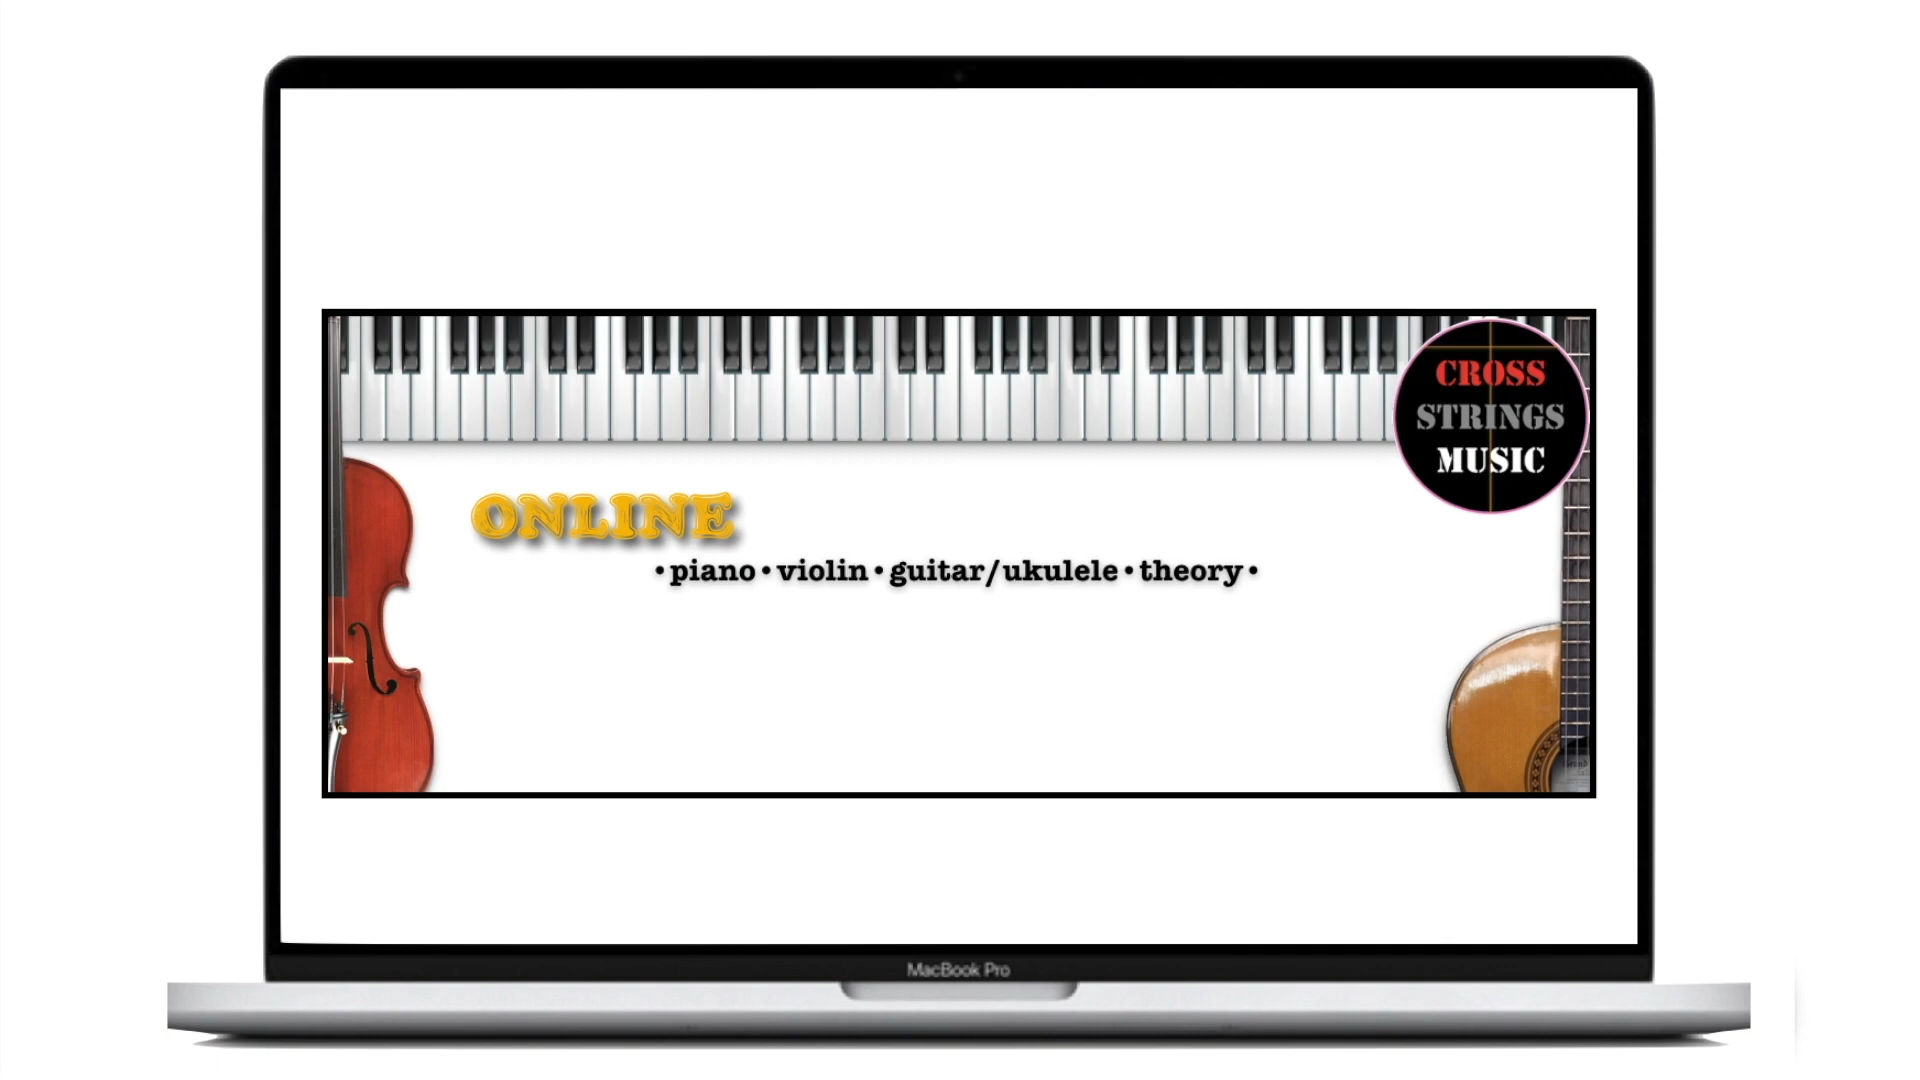 CROSS
STRINGS
MUSIC
ONLINE
•piano•violin•guitar/ukulele•theory•
MacBook Pro